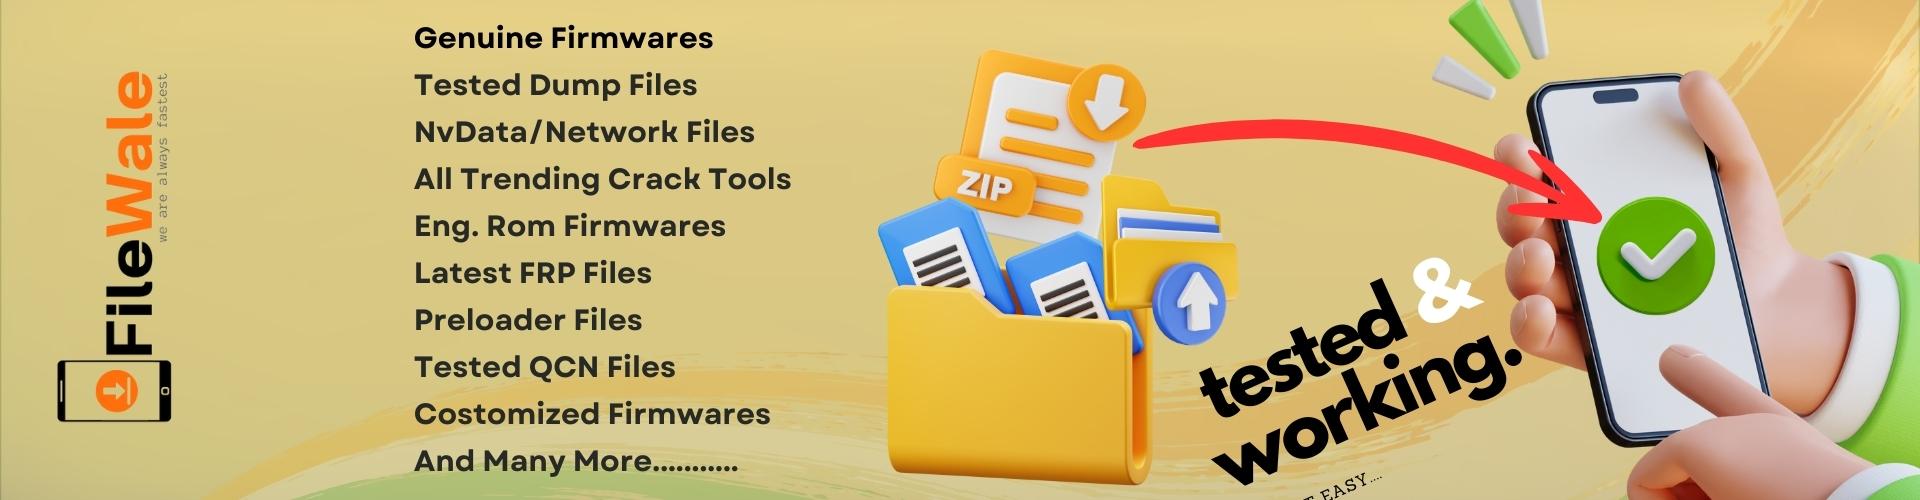 FileWale
we are always fastest
Genuine Firmwares
Tested Dump Files
NvData/Network Files
All Trending Crack Tools
Eng. Rom Firmwares
Latest FRP Files
Preloader Files
Tested QCN Files
Costomized Firmwares
And Many More...........
ZIP
tested &
working.
EASY....